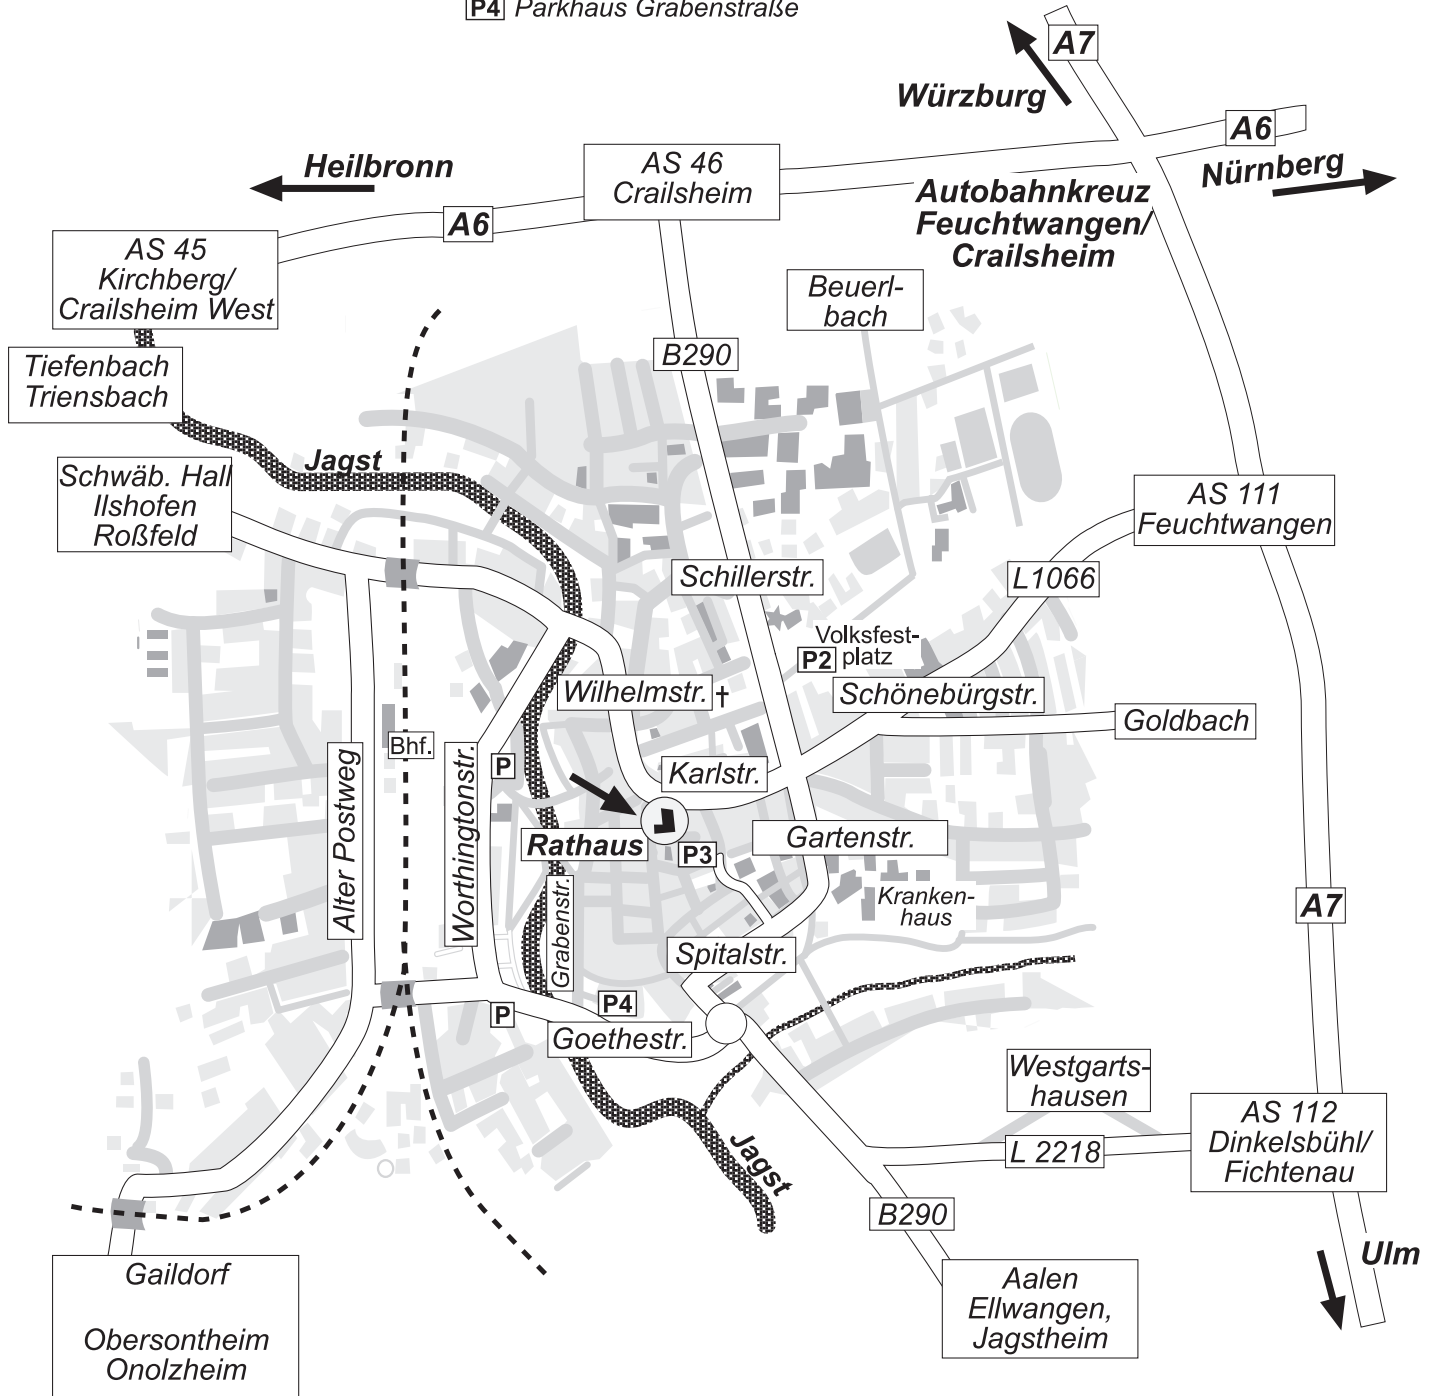 P4 Parkhaus Grabenstraße
A7
Würzburg
A6
Nürnberg
Heilbronn
AS 46
Crailsheim
A6
Autobahnkreuz
Feuchtwangen/
Crailsheim
AS 45
Kirchberg/
Crailsheim West
Beuerl-
bach
B290
Tiefenbach
Triensbach
Jagst
Schwäb. Hall
Ilshofen
Roßfeld
AS 111
Feuchtwangen
Schillerstr.
L1066
Volksfest-
platz
P2
Wilhelmstr.
Schönebürgstr.
Goldbach
Bhf.
Alter Postweg
Worthingtonstr.
P
Karlstr.
Rathaus
P3
Gartenstr.
Kranken-
haus
A7
Grabenstr.
Spitalstr.
P4
P
Goethestr.
Westgarts-
hausen
AS 112
Dinkelsbühl/
Fichtenau
L 2218
Jagst
B290
Ulm
Gaildorf
Obersontheim
Onolzheim
Aalen
Ellwangen,
Jagstheim